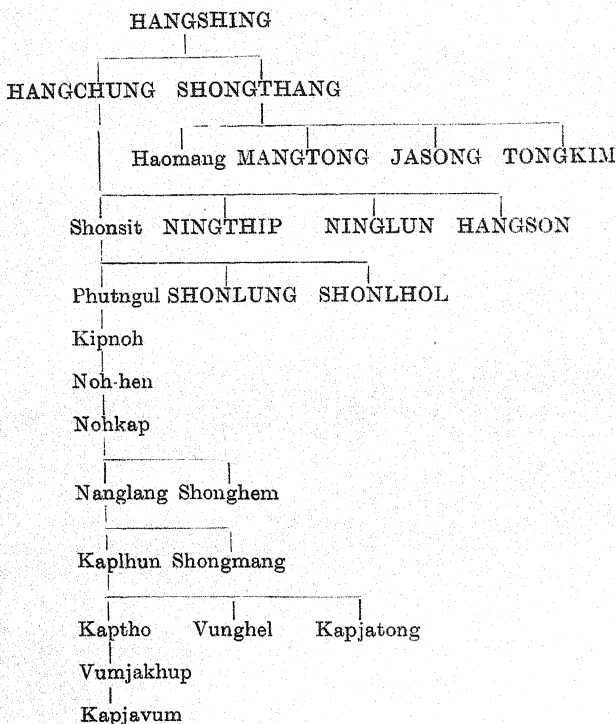 HANGSHING
HANGCHUNG SHONGTHANG
Haomang MANGTONG JASONG TONGKIM
Shonsit NINGTHIP NINGLUN HANGSON
Phutngul SHONLUNG SHONLHOL
Kipnoh
Noh-hen
Nohkap
Nanglang Shonghem
Kaplhun Shongmang
Kaptho Vunghel Kapjatong
Vumjakhup
Kapjavum